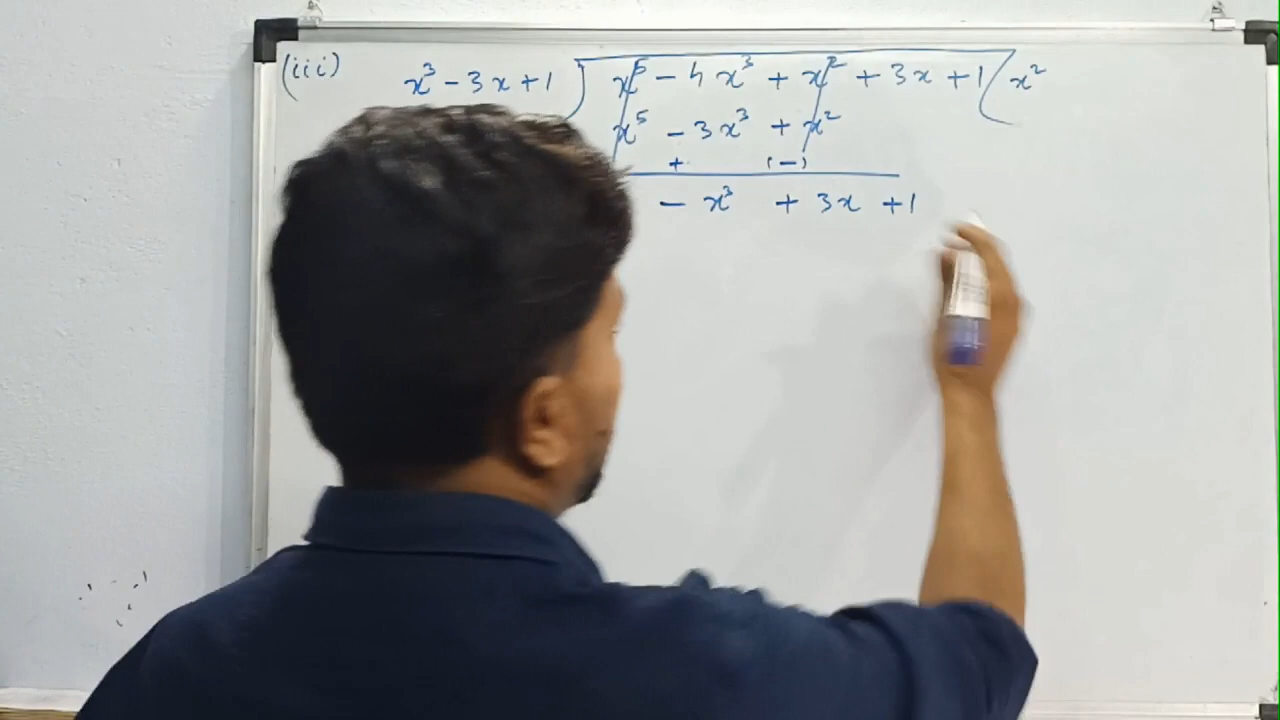 (iii) x³ - 3x + 1 ) x⁵ - 4x³ + x² + 3x + 1 ( x²
x⁵ - 3x³ + x²
+ (-)
- x³ + 3x + 1